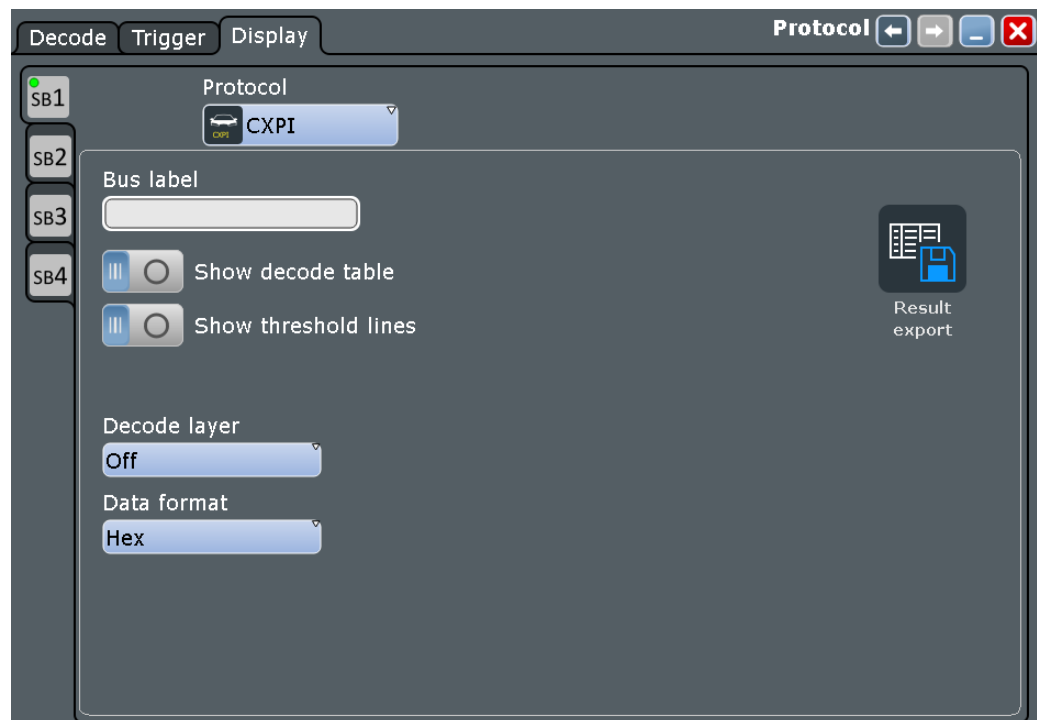 Decode Trigger Display Protocol
SB1
Protocol
CXPI CXPI
SB2
Bus label
SB3
SB4
Show decode table
Show threshold lines
Result
export
Decode layer
Off
Data format
Hex